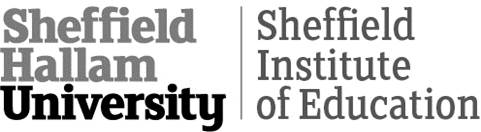 Sheffield
Hallam
University
Sheffield
Institute
of Education